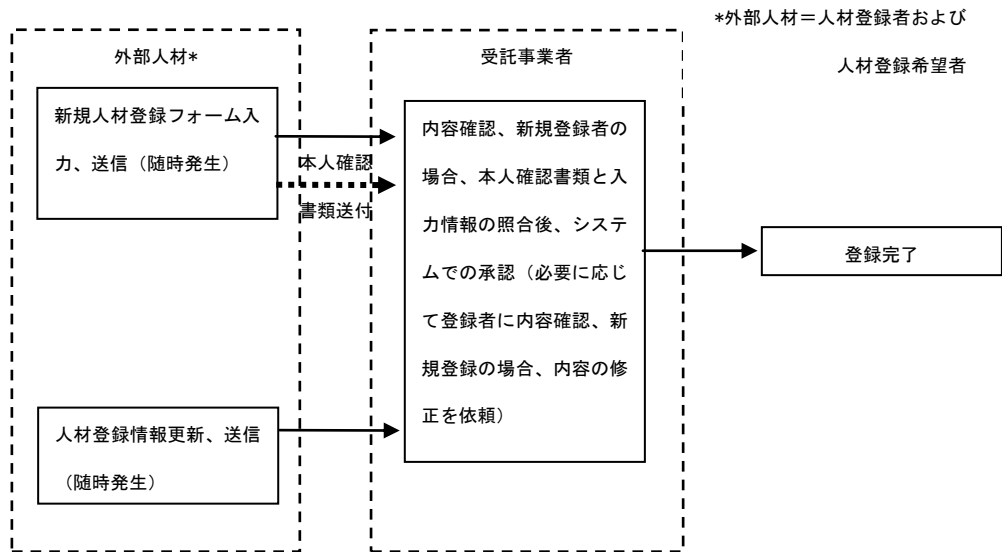 *外部人材＝人材登録者および
人材登録希望者
外部人材*
新規人材登録フォーム入
力、送信（随時発生）
本人確認
書類送付
人材登録情報更新、送信
（随時発生）
受託事業者
内容確認、新規登録者の
場合、本人確認書類と入
力情報の照合後、システ
ムでの承認（必要に応じ
て登録者に内容確認、新
規登録の場合、内容の修
正を依頼）
登録完了